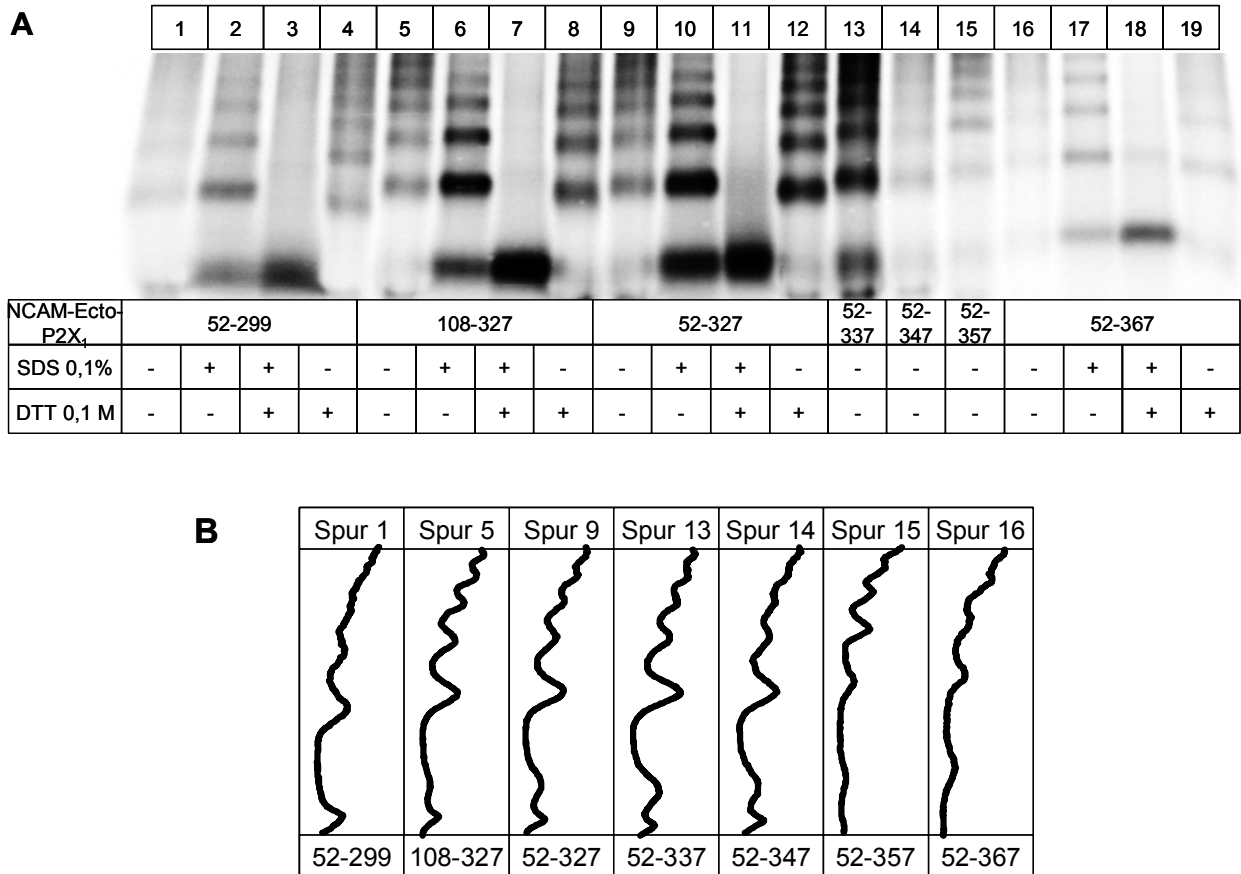 A
1 2 3 4 5 6 7 8 9 10 11 12 13 14 15 16 17 18 19
NCAM-Ecto-P2X₁ 52-299 108-327 52-327 52-337 52-347 52-357 52-367
SDS 0,1% - + + - - + + - - + + - - - - - + + -
DTT 0,1 M - - + + - - + + - - + + - - - - - + +
B
Spur 1 Spur 5 Spur 9 Spur 13 Spur 14 Spur 15 Spur 16
52-299 108-327 52-327 52-337 52-347 52-357 52-367